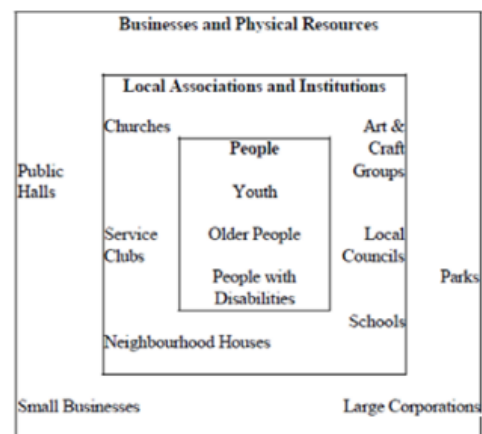 Businesses and Physical Resources
Local Associations and Institutions
Churches
Art &
Craft
Groups
People
Public
Halls
Youth
Service
Clubs
Older People
Local
Councils
People with
Disabilities
Parks
Schools
Neighbourhood Houses
Small Businesses
Large Corporations